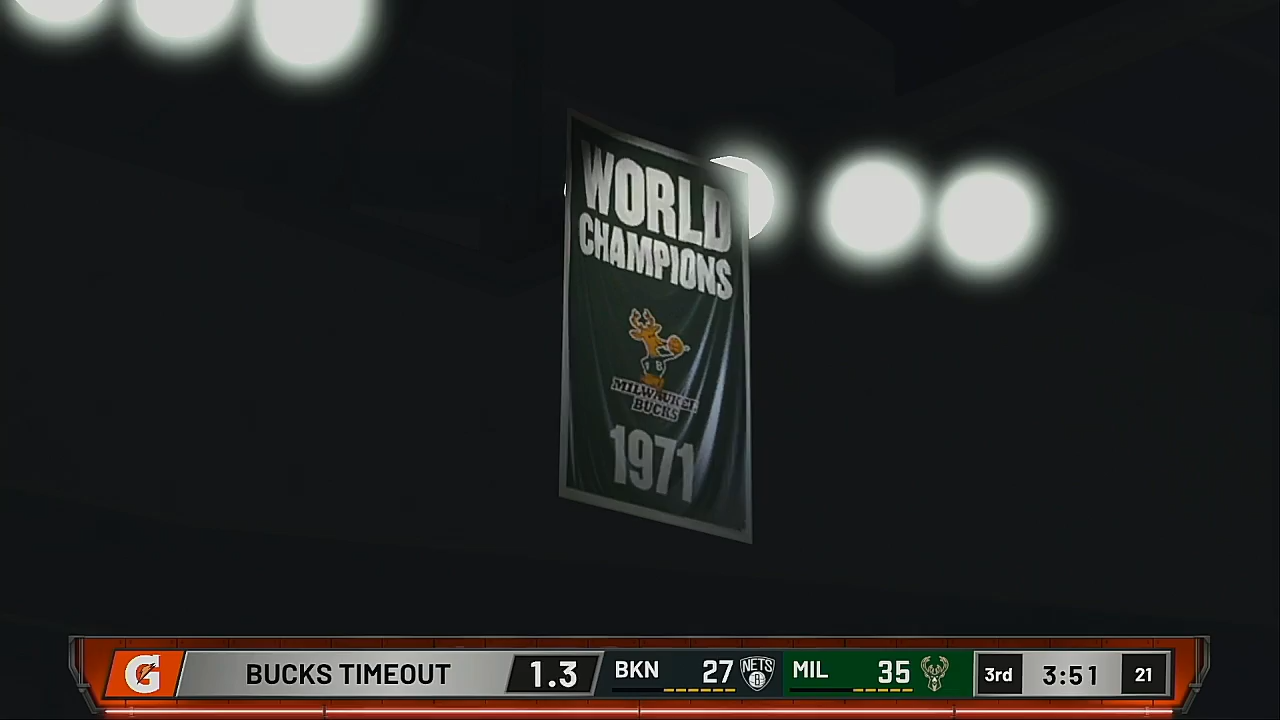 WORLD
CHAMPIONS
MILWAUKEE
BUCKS
1971
G BUCKS TIMEOUT 1.3 BKN 27 NETS B MIL 35 3rd 3:51 21